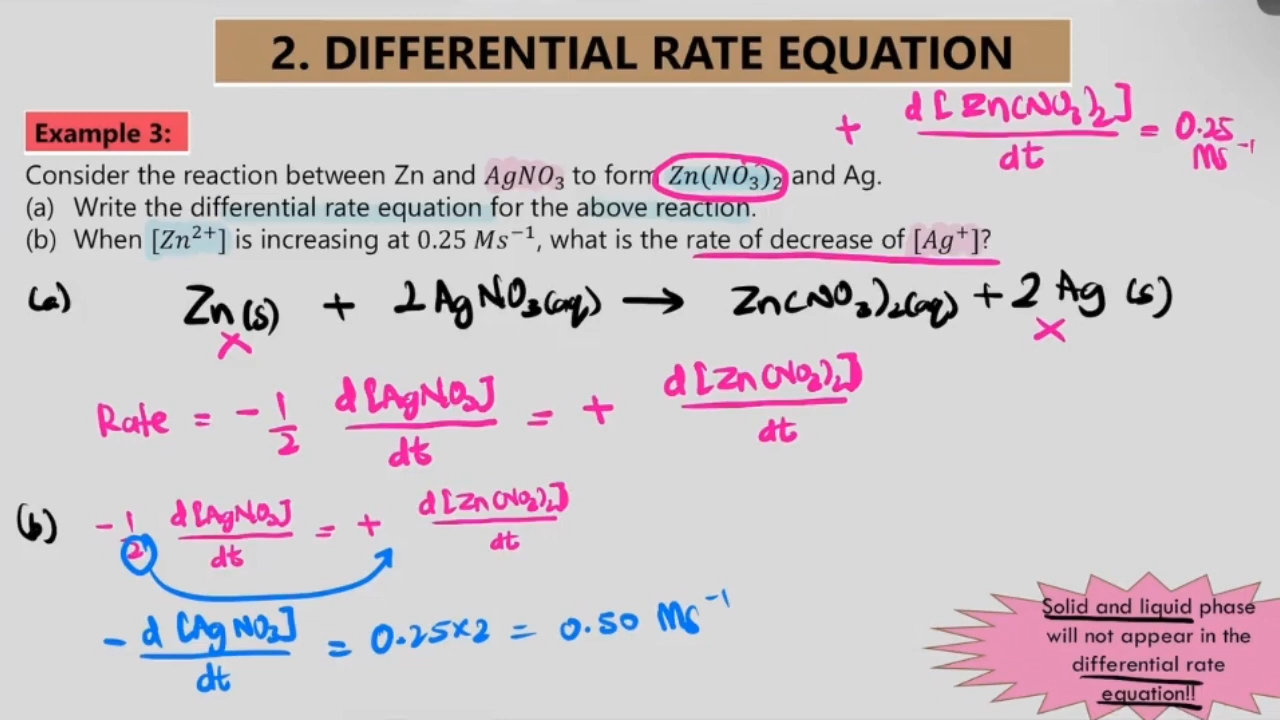 2. DIFFERENTIAL RATE EQUATION
+ d[Zn(NO₃)₂]/dt = 0.25 Ms⁻¹
Example 3:
Consider the reaction between Zn and AgNO₃ to form Zn(NO₃)₂ and Ag.
(a) Write the differential rate equation for the above reaction.
(b) When [Zn²⁺] is increasing at 0.25 Ms⁻¹, what is the rate of decrease of [Ag⁺]?
(a) Zn(s) + 2AgNO₃(aq) → Zn(NO₃)₂(aq) + 2Ag (s)
x x
Rate = - 1/2 d[AgNO₃]/dt = + d[Zn(NO₃)₂]/dt
(b) - 1/2 d[AgNO₃]/dt = + d[Zn(NO₃)₂]/dt
- d[AgNO₃]/dt = 0.25×2 = 0.50 Ms⁻¹
Solid and liquid phase
will not appear in the
differential rate
equation!!